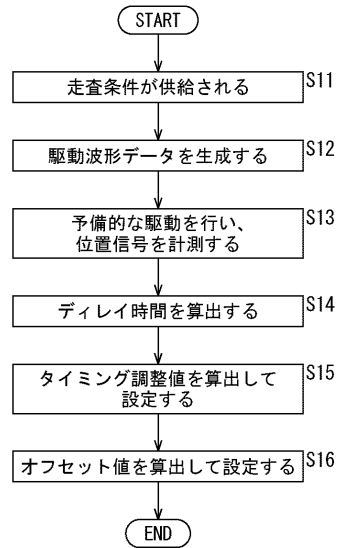 START
走査条件が供給される
S11
駆動波形データを生成する
S12
予備的な駆動を行い、
位置信号を計測する
S13
ディレイ時間を算出する
S14
タイミング調整値を算出して
設定する
S15
オフセット値を算出して設定する
S16
END